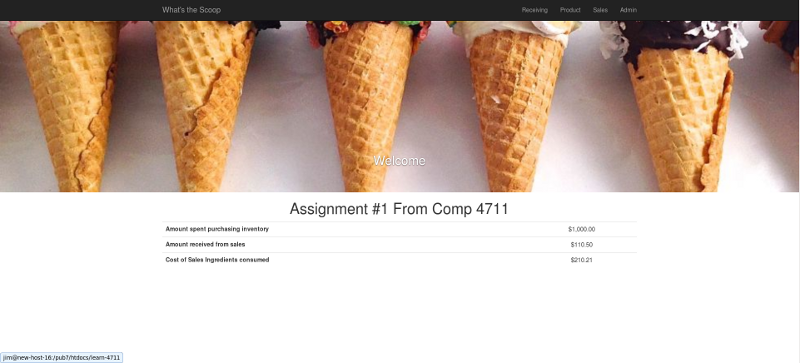 What's the Scoop Receiving Product Sales Admin
Welcome
Assignment #1 From Comp 4711
Amount spent purchasing inventory $1,000.00
Amount received from sales $110.50
Cost of Sales Ingredients consumed $210.21
jim@new-host-16:/pub7/htdocs/learn-4711